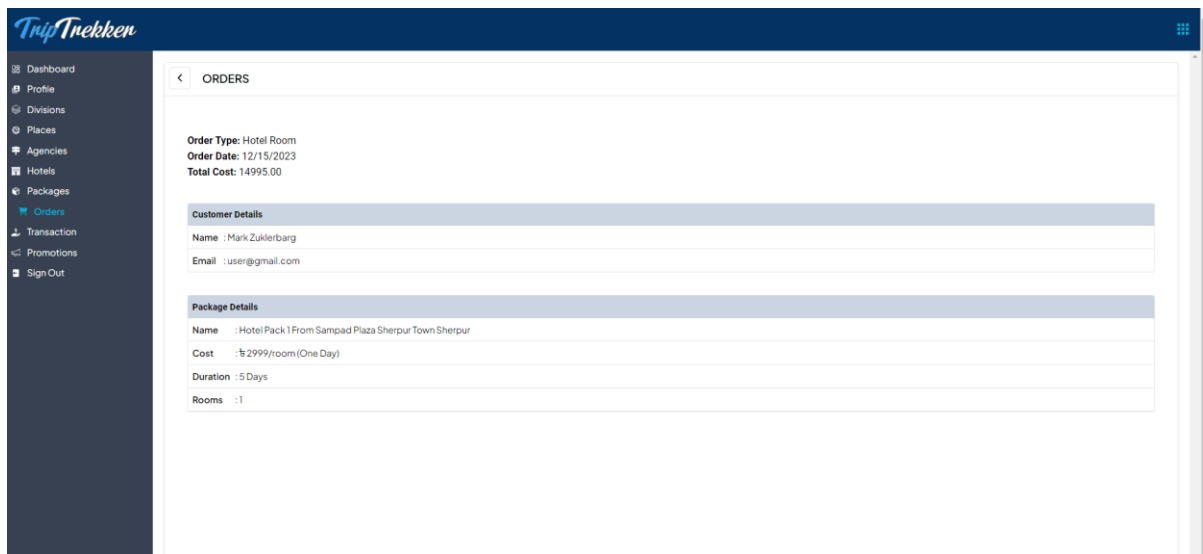 TripTrekker
Dashboard
Profile
Divisions
Places
Agencies
Hotels
Packages
Orders
Transaction
Promotions
Sign Out
ORDERS
Order Type: Hotel Room
Order Date: 12/15/2023
Total Cost: 14995.00
Customer Details
Name : Mark Zuklerbarg
Email : user@gmail.com
Package Details
Name : Hotel Pack 1 From Sampad Plaza Sherpur Town Sherpur
Cost : ৳ 2999/room (One Day)
Duration : 5 Days
Rooms : 1